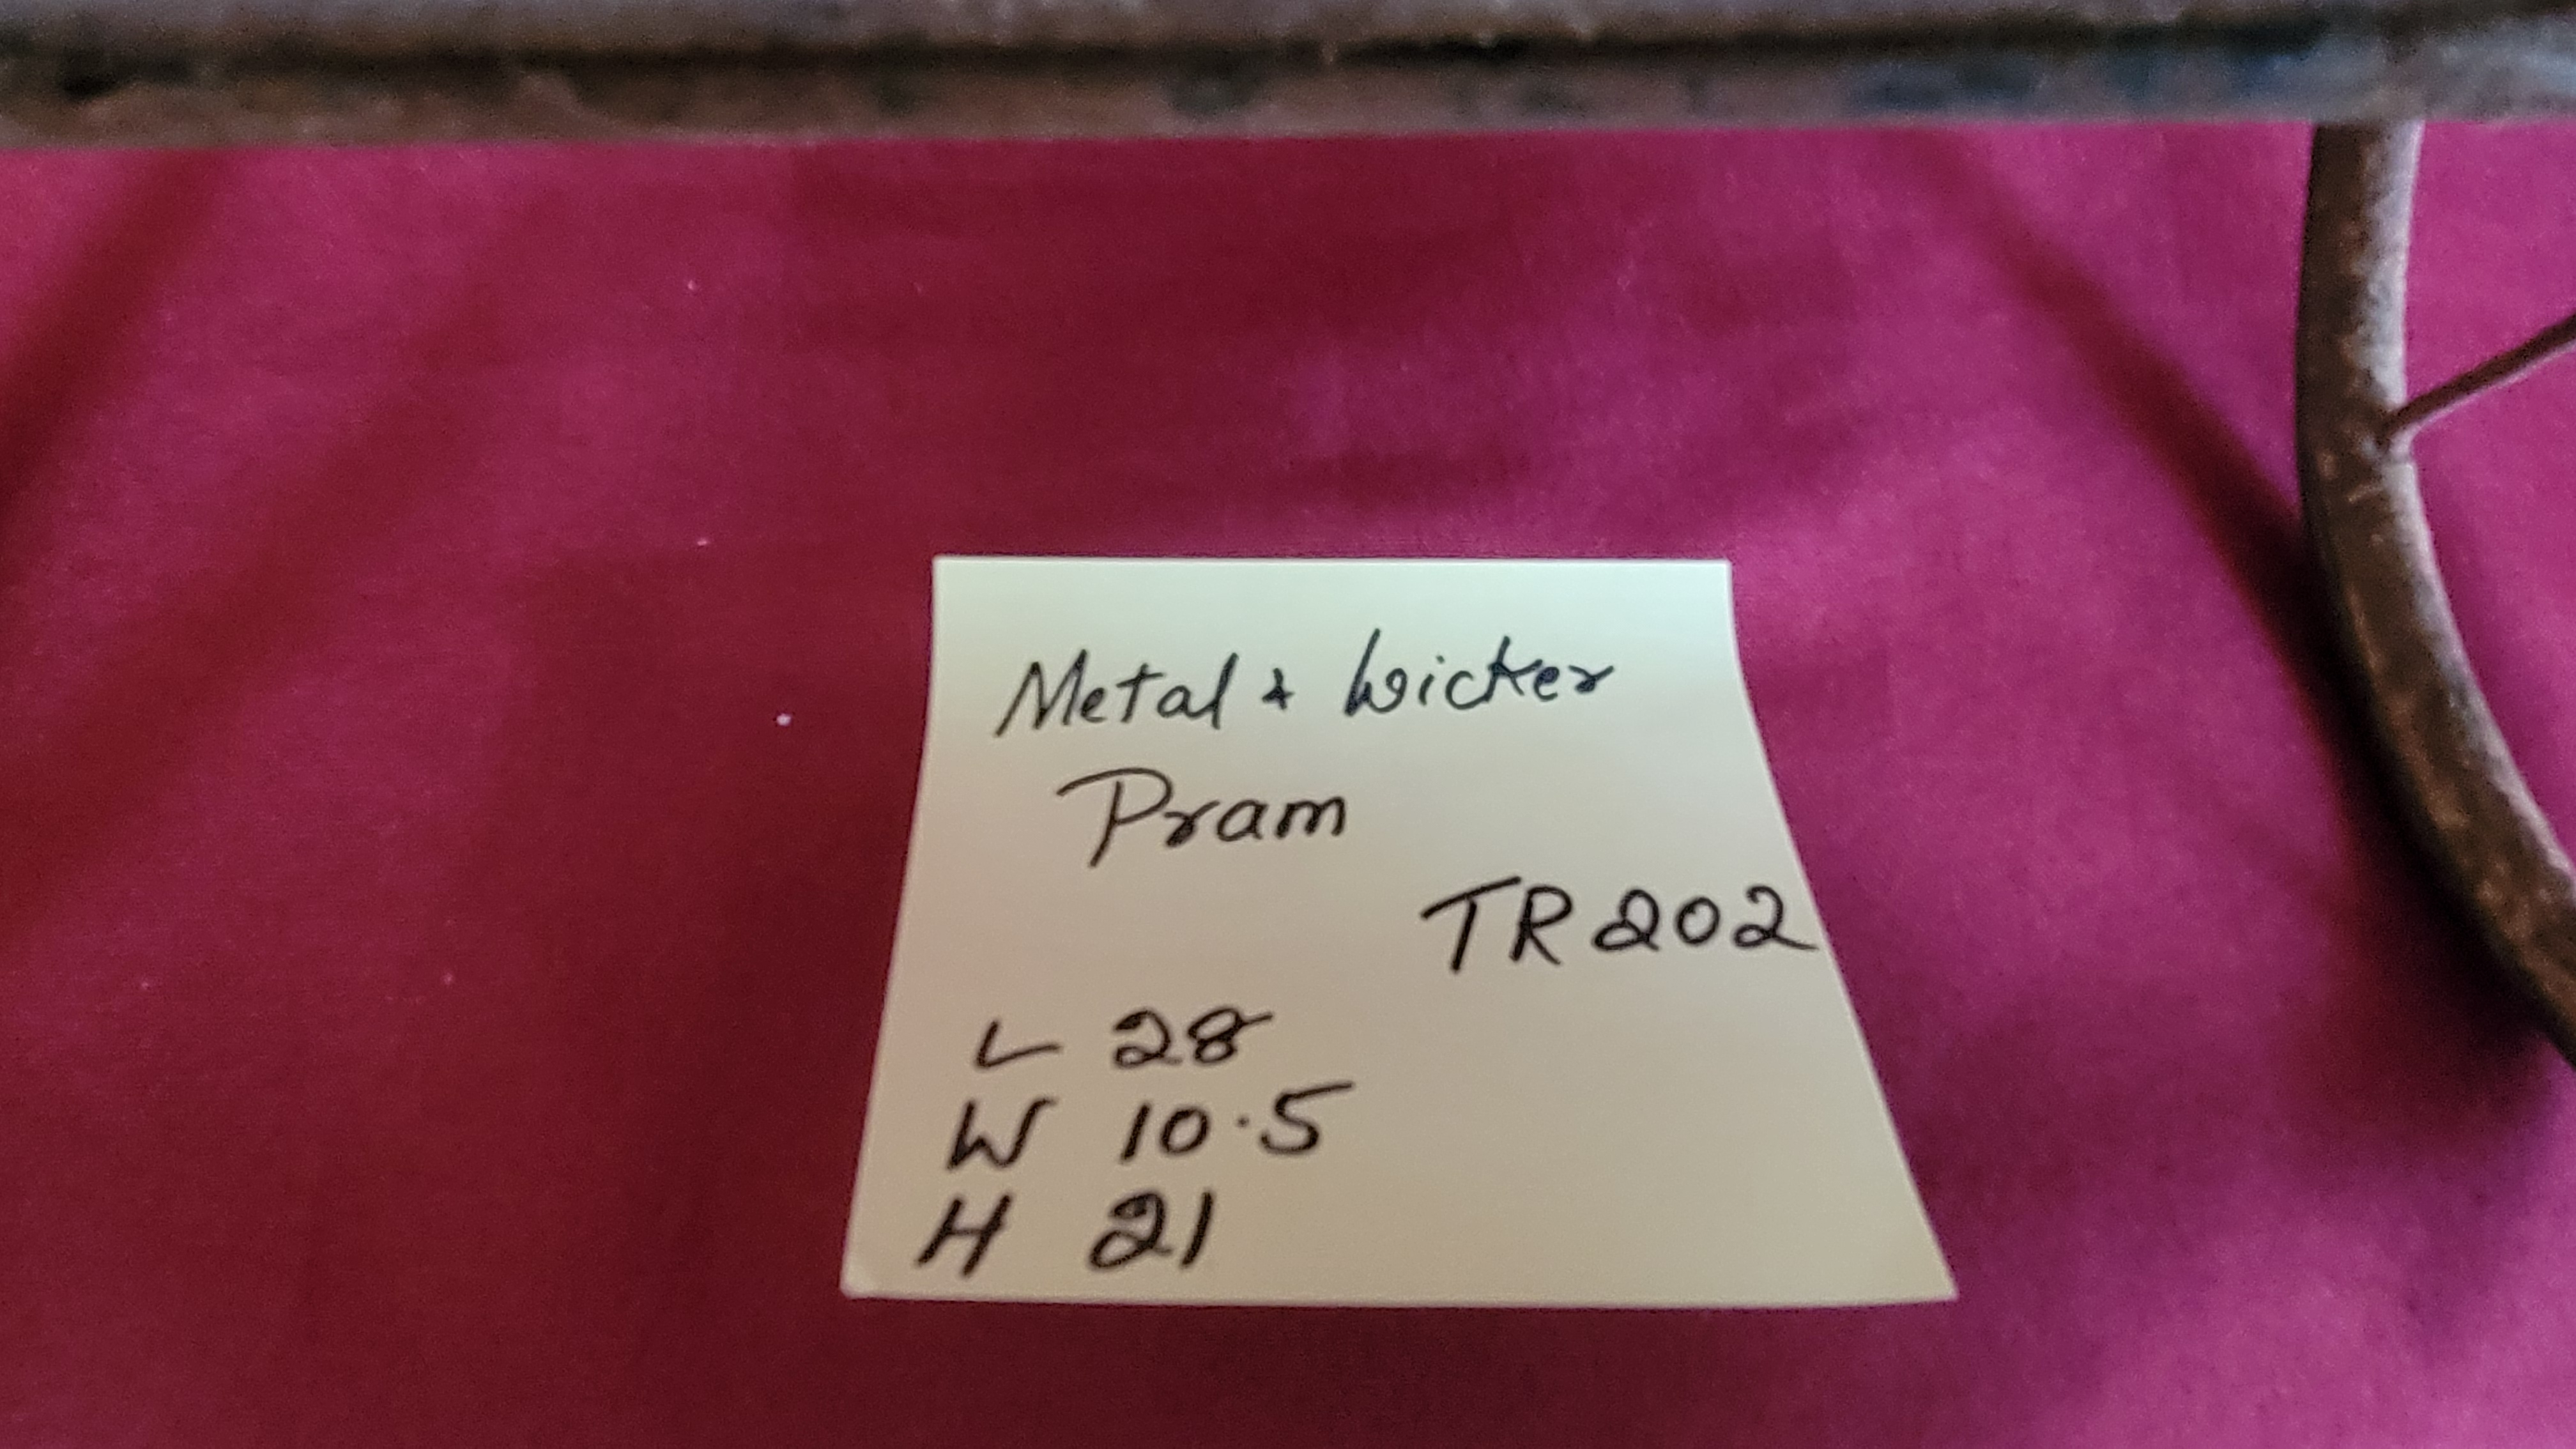 Metal + Wicker
Pram
TR202
L 28
W 10.5
H 21